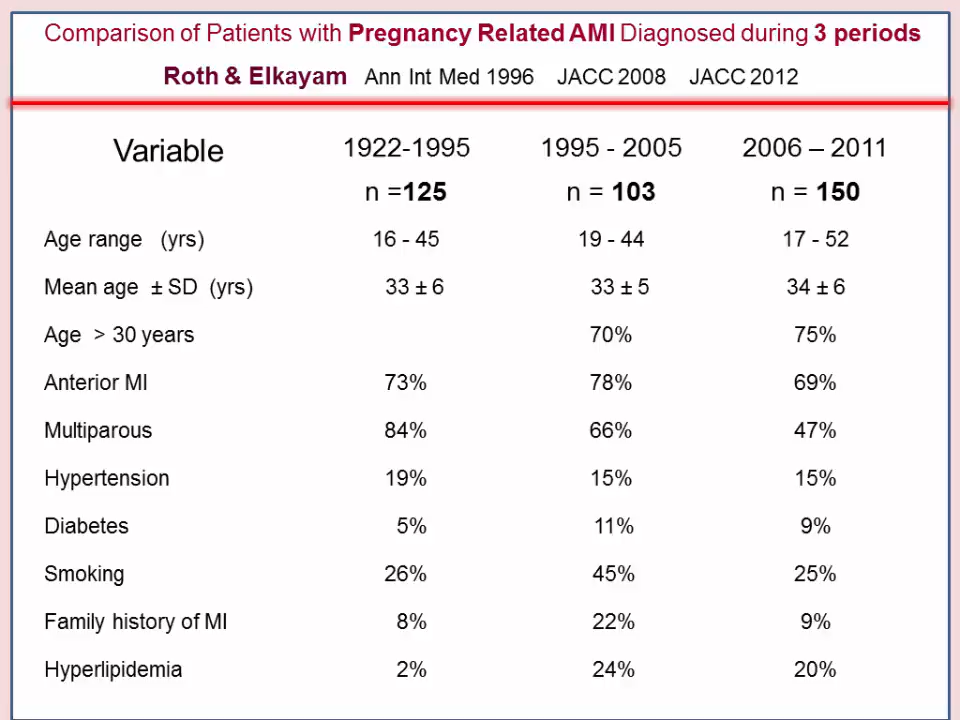 Comparison of Patients with Pregnancy Related AMI Diagnosed during 3 periods
Roth & Elkayam Ann Int Med 1996 JACC 2008 JACC 2012
Variable 1922-1995 1995 - 2005 2006 – 2011
n =125 n = 103 n = 150
Age range (yrs) 16 - 45 19 - 44 17 - 52
Mean age ± SD (yrs) 33 ± 6 33 ± 5 34 ± 6
Age > 30 years 70% 75%
Anterior MI 73% 78% 69%
Multiparous 84% 66% 47%
Hypertension 19% 15% 15%
Diabetes 5% 11% 9%
Smoking 26% 45% 25%
Family history of MI 8% 22% 9%
Hyperlipidemia 2% 24% 20%